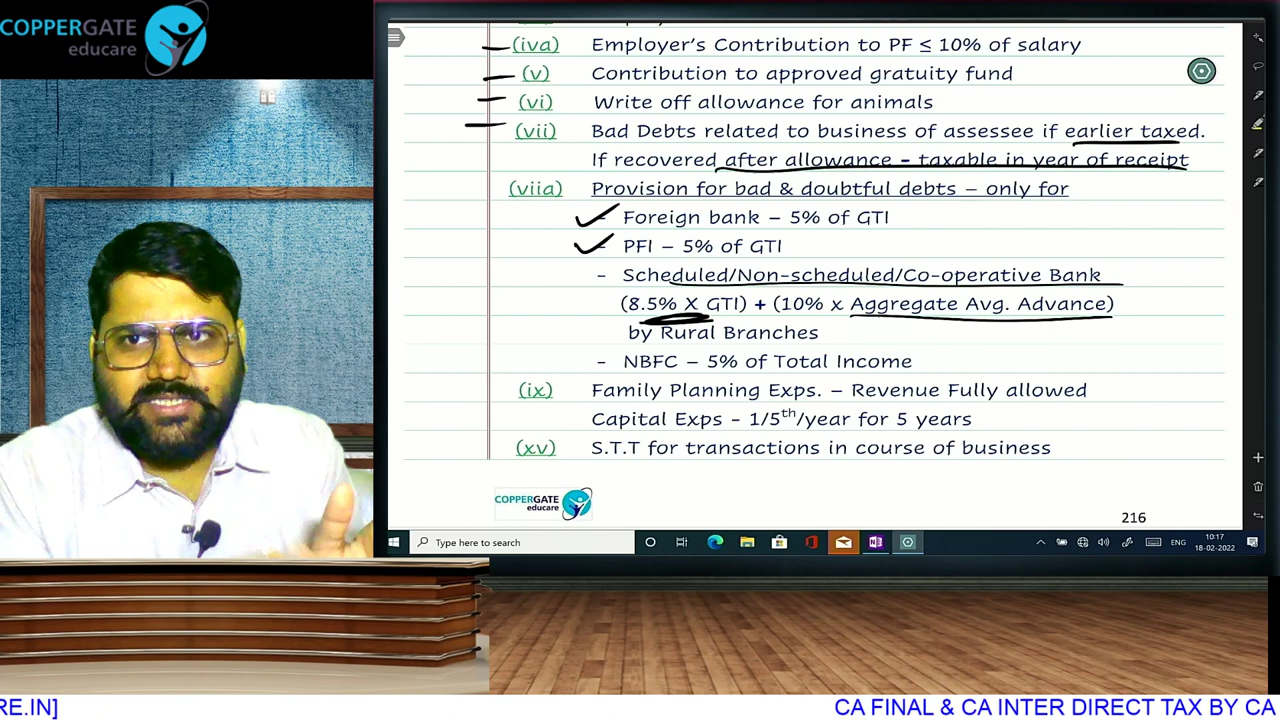 COPPERGATE
educare
(iva) Employer's Contribution to PF ≤ 10% of salary
(v) Contribution to approved gratuity fund
(vi) Write off allowance for animals
(vii) Bad Debts related to business of assessee if earlier taxed.
If recovered after allowance - taxable in year of receipt
(viia) Provision for bad & doubtful debts – only for
- Foreign bank – 5% of GTI
- PFI – 5% of GTI
- Scheduled/Non-scheduled/Co-operative Bank
(8.5% X GTI) + (10% x Aggregate Avg. Advance)
by Rural Branches
- NBFC – 5% of Total Income
(ix) Family Planning Exps. – Revenue Fully allowed
Capital Exps - 1/5th/year for 5 years
(xv) S.T.T for transactions in course of business
COPPERGATE
educare
216
Type here to search
ENG
10:17
18-02-2022
RE.IN]
CA FINAL & CA INTER DIRECT TAX BY CA